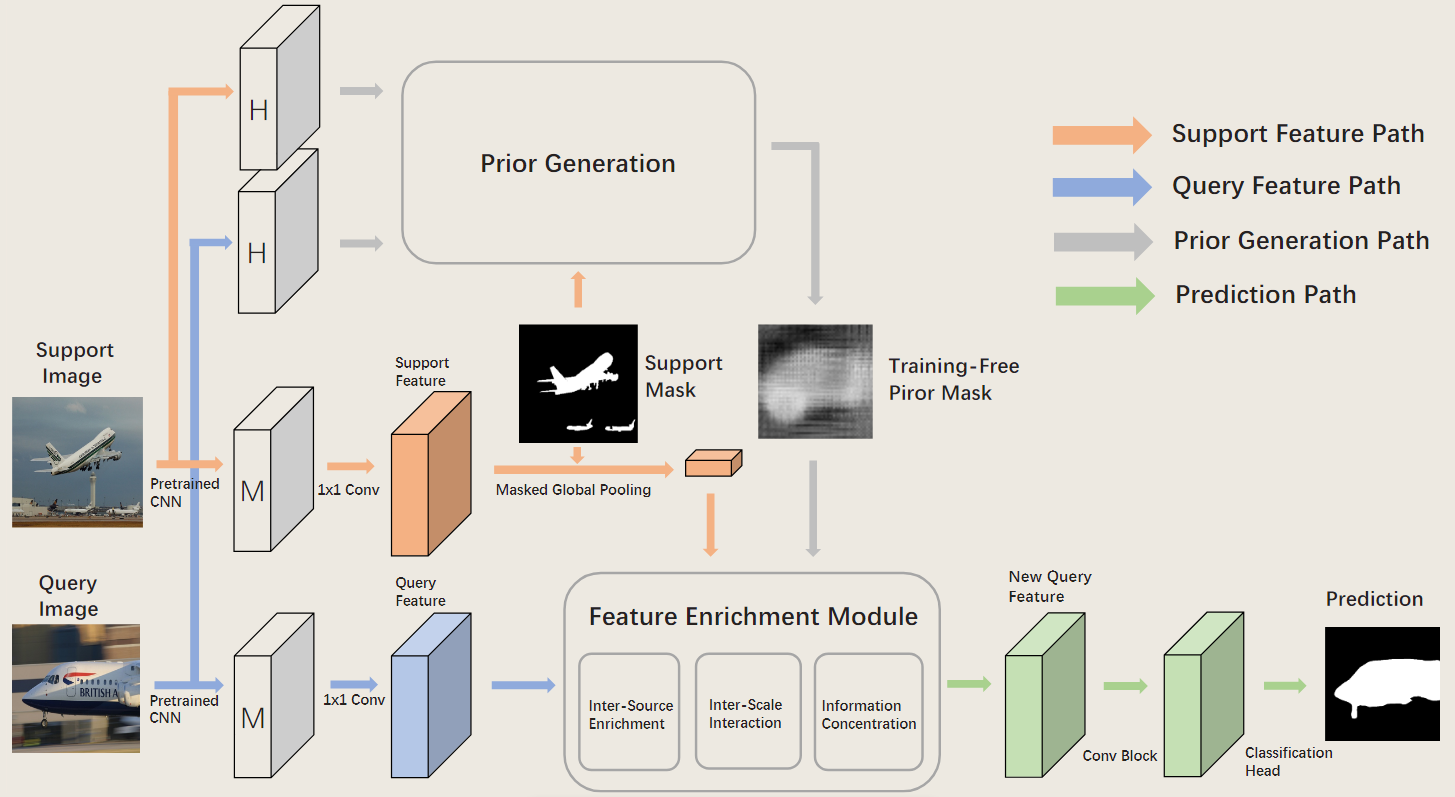 H
Prior Generation
H
Support Feature Path
Query Feature Path
Prior Generation Path
Prediction Path
Support
Image
Pretrained
CNN
M
1x1 Conv
Support
Feature
Support
Mask
Masked Global Pooling
Training-Free
Piror Mask
Query
Image
BRITISH A
Pretrained
CNN
M
1x1 Conv
Query
Feature
Feature Enrichment Module
Inter-Source
Enrichment
Inter-Scale
Interaction
Information
Concentration
New Query
Feature
Conv Block
Classification
Head
Prediction